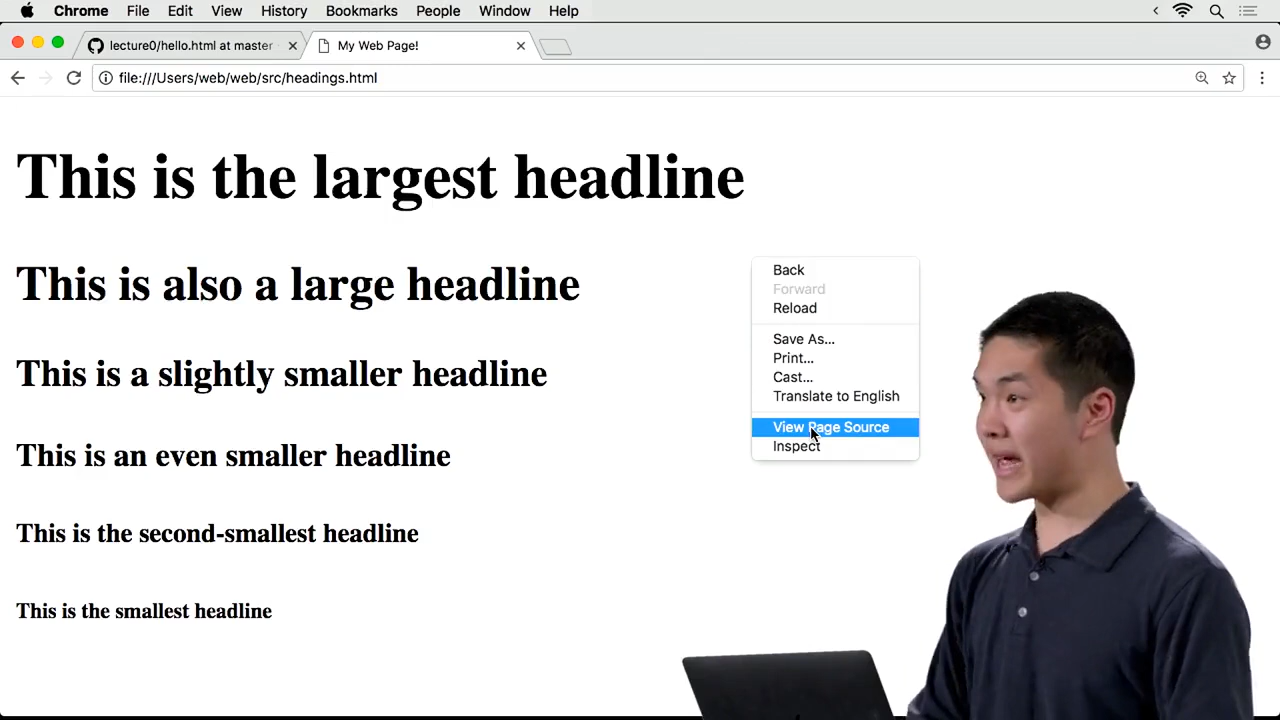 Chrome File Edit View History Bookmarks People Window Help
lecture0/hello.html at master
My Web Page!
file:///Users/web/web/src/headings.html
This is the largest headline
This is also a large headline
This is a slightly smaller headline
This is an even smaller headline
This is the second-smallest headline
This is the smallest headline
Back
Forward
Reload
Save As...
Print...
Cast...
Translate to English
View Page Source
Inspect